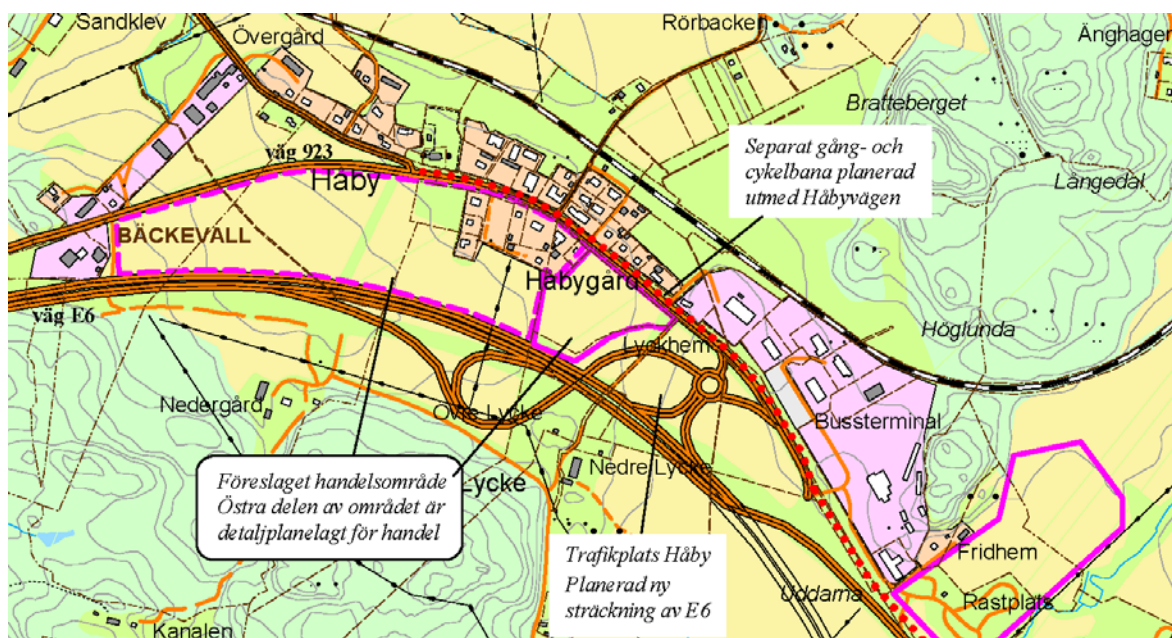 Sandklev
Övergård
Rörbacken
Änghagen
Bratteberget
Långedal
väg 923
Håby
Separat gång- och
cykelbana planerad
utmed Håbyvägen
BÄCKEVALL
Håbygård
väg E6
Höglunda
Lyckhem
Nedergård
Övre Lycke
Bussterminal
Nedre Lycke
Föreslaget handelsområde
Östra delen av området är
detaljplanelagt för handel
Lycke
Trafikplats Håby
Planerad ny
sträckning av E6
Fridhem
Uddarna
Rastplats
Kanalen